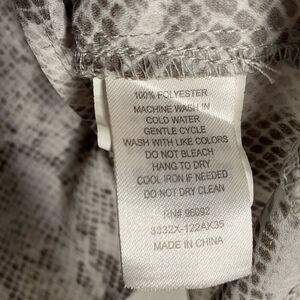 100% POLYESTER
MACHINE WASH IN
COLD WATER
GENTLE CYCLE
WASH WITH LIKE COLORS
DO NOT BLEACH
HANG TO DRY
COOL IRON IF NEEDED
DO NOT DRY CLEAN
RN# 96092
3332X-122AK35
MADE IN CHINA